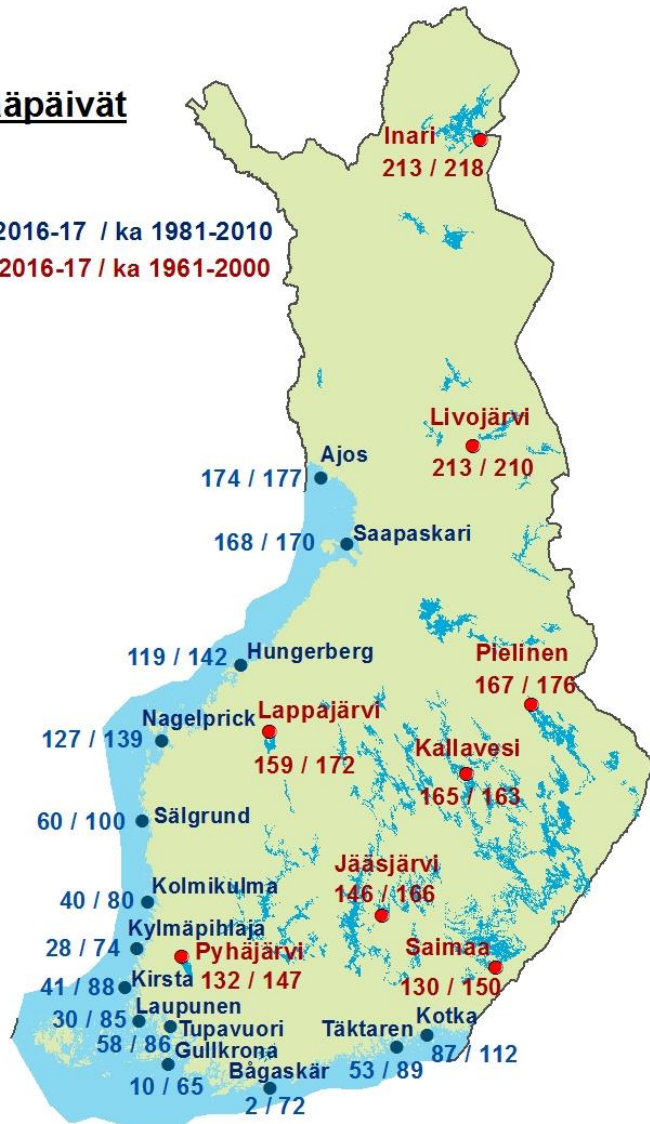 2016-17 / ka 1981-2010
2016-17 / ka 1961-2000
Inari
213 / 218
Livojärvi
213 / 210
Ajos
174 / 177
Saapaskari
168 / 170
Hungerberg
119 / 142
Pielinen
167 / 176
Nagelprick
127 / 139
Lappajärvi
159 / 172
Kallavesi
165 / 163
Sälgrund
60 / 100
Jääsjärvi
146 / 166
Kolmikulma
40 / 80
Kylmäpihlaja
28 / 74
Pyhäjärvi
132 / 147
Saimaa
130 / 150
Kirsta
41 / 88
Laupunen
30 / 85
Tupavuori
58 / 86
Gullkrona
10 / 65
Bågaskär
2 / 72
Täktaren
53 / 89
Kotka
87 / 112